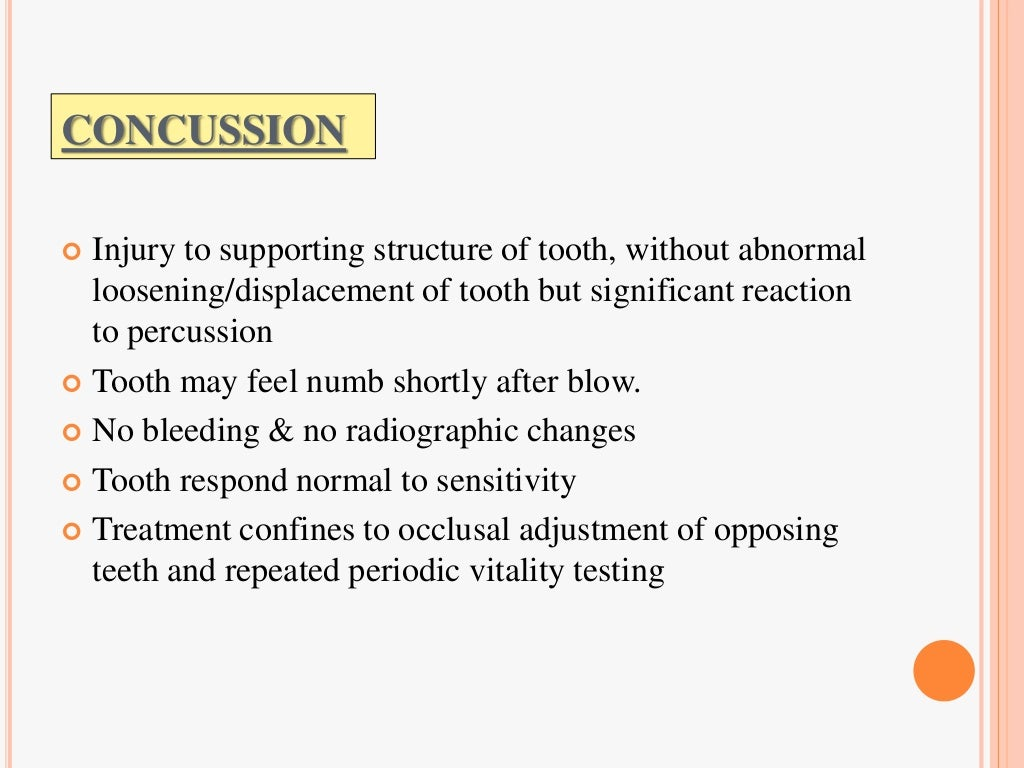 CONCUSSION
Injury to supporting structure of tooth, without abnormal
loosening/displacement of tooth but significant reaction
to percussion
Tooth may feel numb shortly after blow.
No bleeding & no radiographic changes
Tooth respond normal to sensitivity
Treatment confines to occlusal adjustment of opposing
teeth and repeated periodic vitality testing